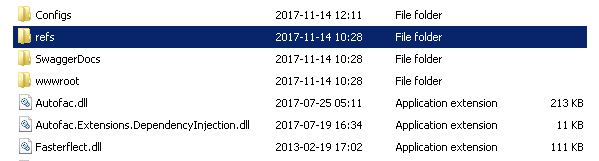 Configs 2017-11-14 12:11 File folder
refs 2017-11-14 10:28 File folder
SwaggerDocs 2017-11-14 10:28 File folder
wwwroot 2017-11-14 10:28 File folder
Autofac.dll 2017-07-25 05:11 Application extension 213 KB
Autofac.Extensions.DependencyInjection.dll 2017-07-19 16:34 Application extension 11 KB
Fasterflect.dll 2013-02-19 17:02 Application extension 111 KB